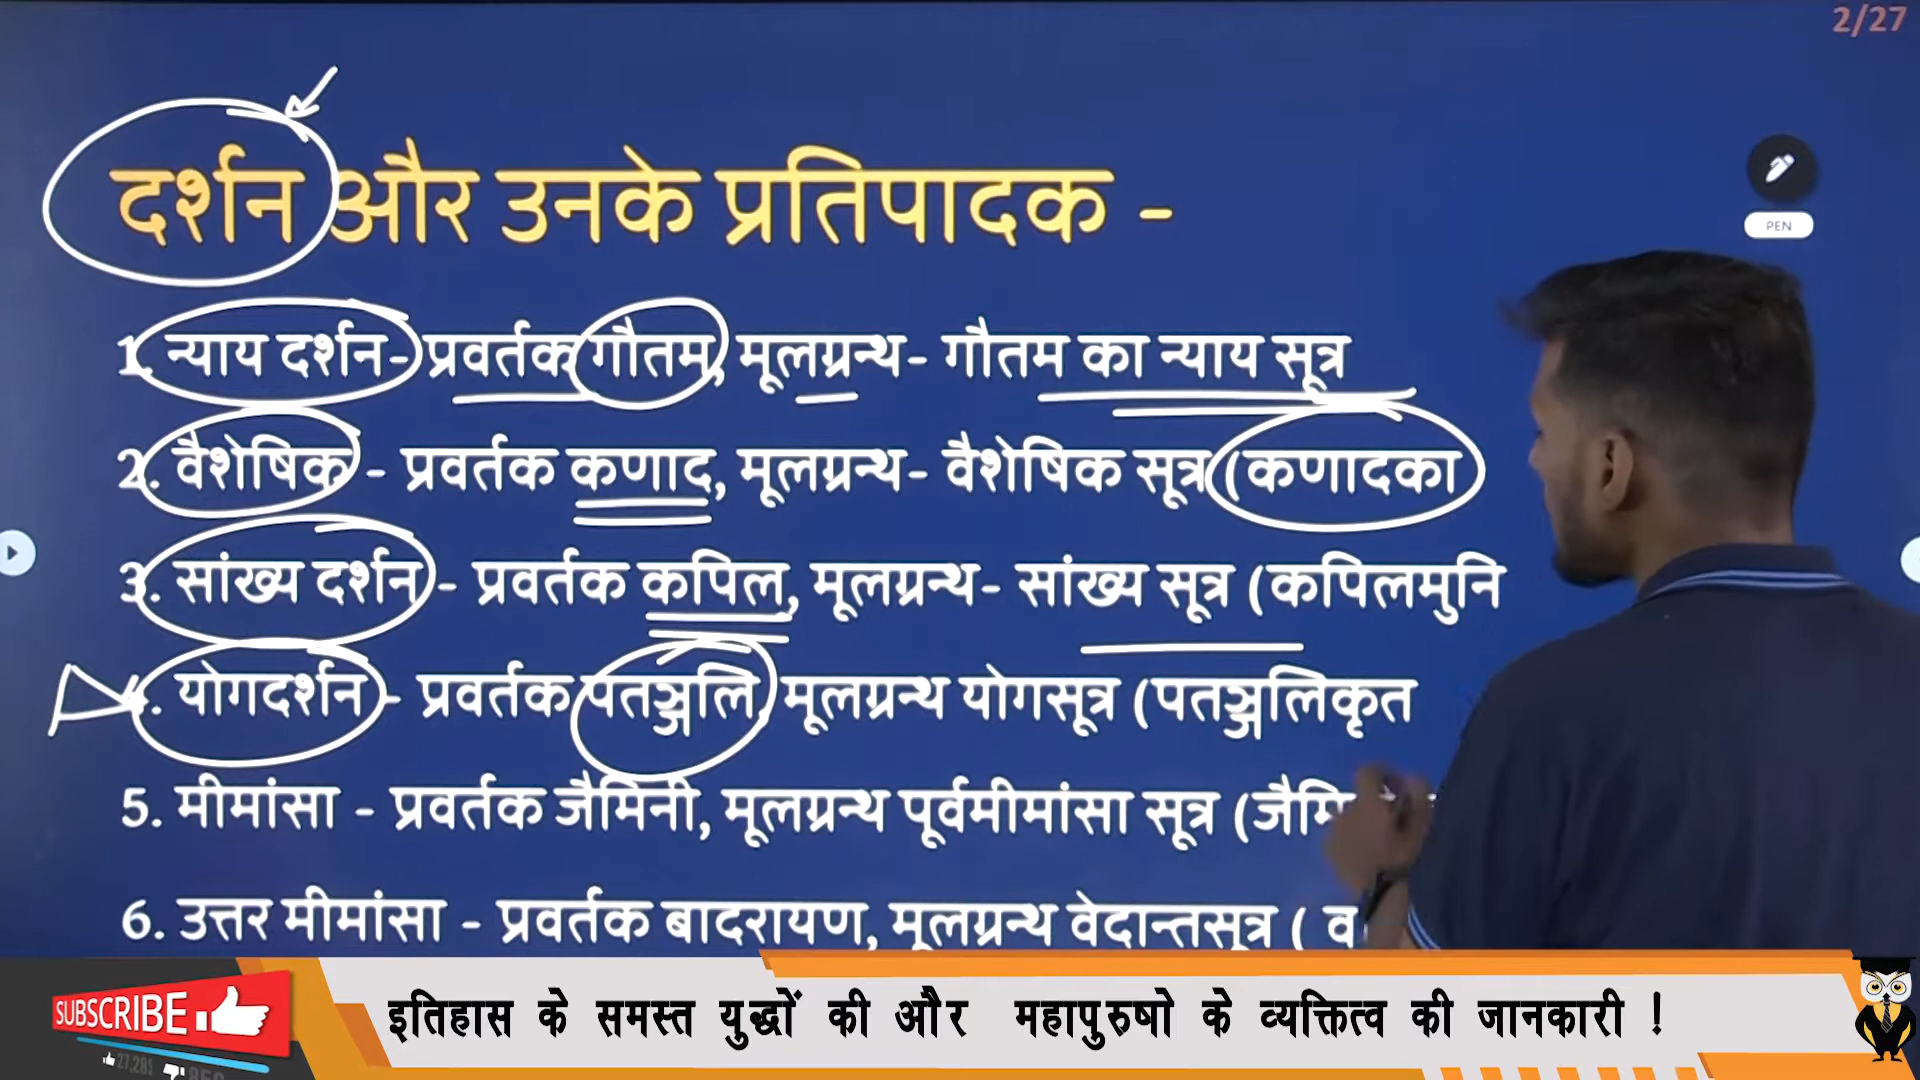 2/27
दर्शन और उनके प्रतिपादक -
PEN
1. न्याय दर्शन- प्रवर्तक गौतम, मूलग्रन्थ- गौतम का न्याय सूत्र
2. वैशेषिक - प्रवर्तक कणाद, मूलग्रन्थ- वैशेषिक सूत्र (कणादका
3. सांख्य दर्शन - प्रवर्तक कपिल, मूलग्रन्थ- सांख्य सूत्र (कपिलमुनि
. योगदर्शन - प्रवर्तक पतञ्जलि, मूलग्रन्थ योगसूत्र (पतञ्जलिकृत
5. मीमांसा - प्रवर्तक जैमिनी, मूलग्रन्थ पूर्वमीमांसा सूत्र
6. उत्तर मीमांसा - प्रवर्तक बादरायण, मूलग्रन्थ वेदान्तसूत्र (
SUBSCRIBE
इतिहास के समस्त युद्धों की और महापुरुषो के व्यक्तित्व की जानकारी !